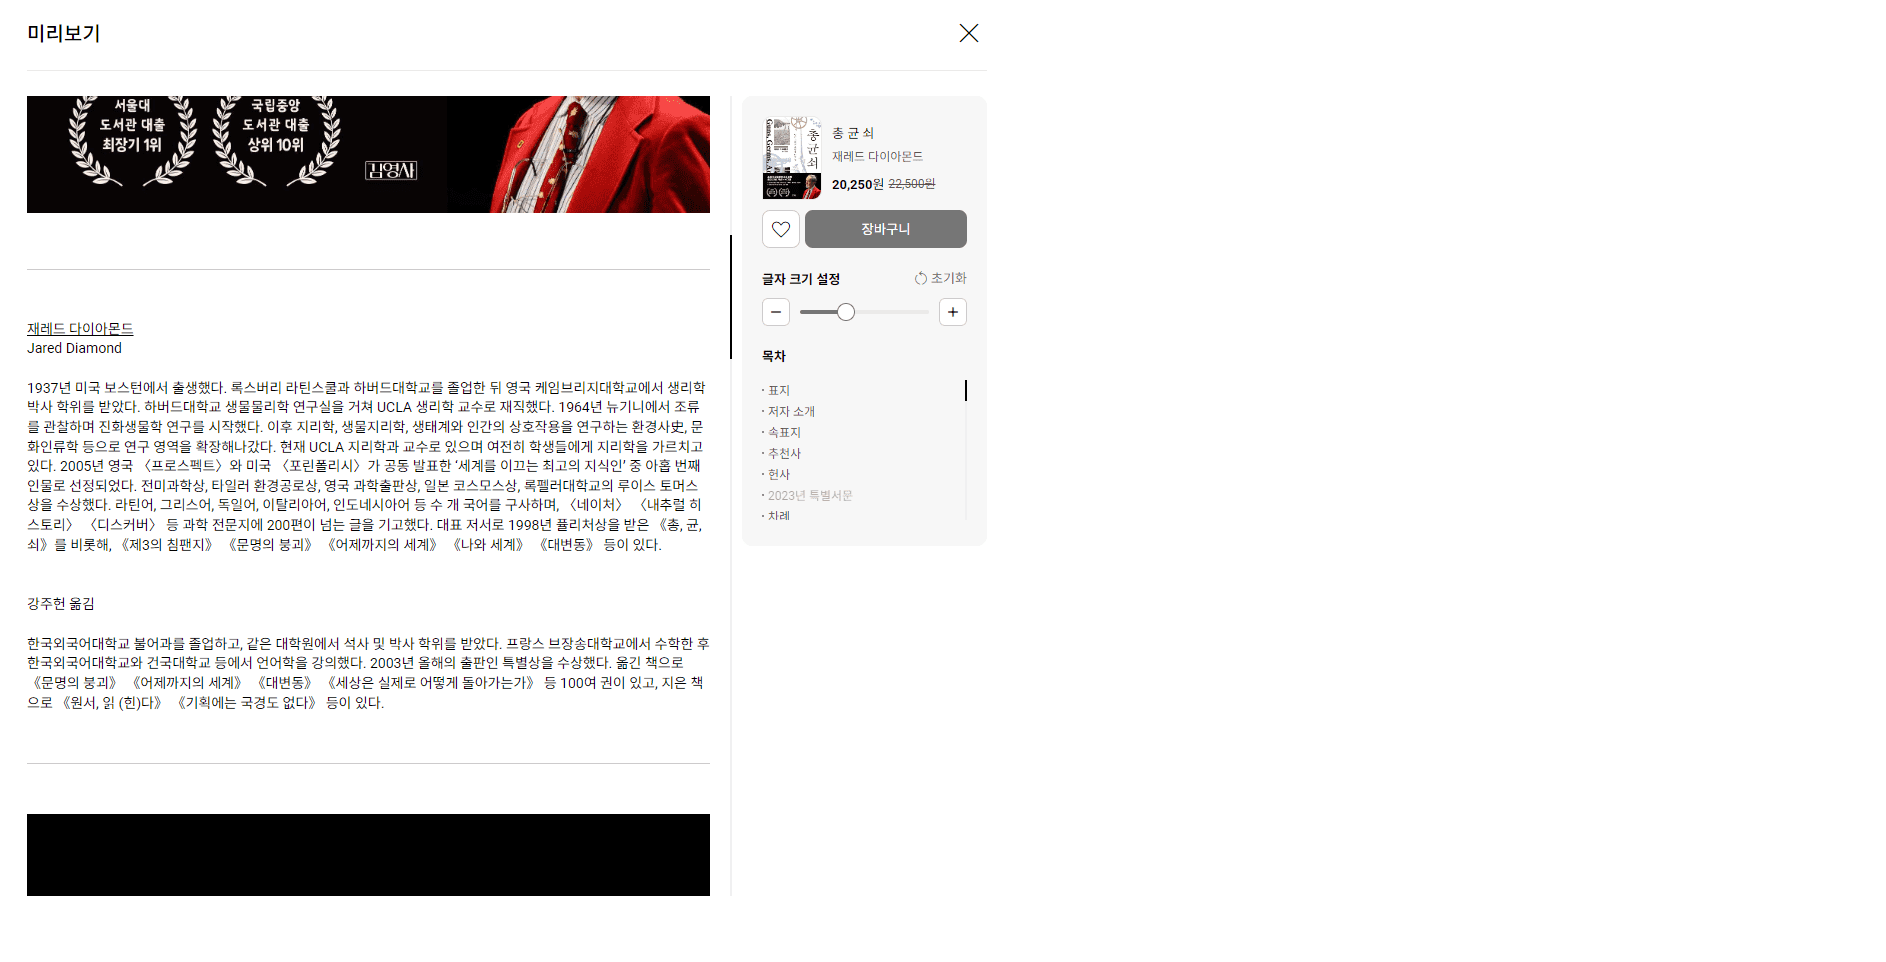 미리보기
서울대
도서관 대출
최장기 1위
국립중앙
도서관 대출
상위 10위
김영사
재레드 다이아몬드
Jared Diamond
1937년 미국 보스턴에서 출생했다. 록스버리 라틴스쿨과 하버드대학교를 졸업한 뒤 영국 케임브리지대학교에서 생리학
박사 학위를 받았다. 하버드대학교 생물물리학 연구실을 거쳐 UCLA 생리학 교수로 재직했다. 1964년 뉴기니에서 조류
를 관찰하며 진화생물학 연구를 시작했다. 이후 지리학, 생물지리학, 생태계와 인간의 상호작용을 연구하는 환경사史, 문
화인류학 등으로 연구 영역을 확장해나갔다. 현재 UCLA 지리학과 교수로 있으며 여전히 학생들에게 지리학을 가르치고
있다. 2005년 영국 〈프로스펙트〉와 미국 〈포린폴리시〉가 공동 발표한 ‘세계를 이끄는 최고의 지식인’ 중 아홉 번째
인물로 선정되었다. 전미과학상, 타일러 환경공로상, 영국 과학출판상, 일본 코스모스상, 록펠러대학교의 루이스 토머스
상을 수상했다. 라틴어, 그리스어, 독일어, 이탈리아어, 인도네시아어 등 수 개 국어를 구사하며, 〈네이처〉 〈내추럴 히
스토리〉 〈디스커버〉 등 과학 전문지에 200편이 넘는 글을 기고했다. 대표 저서로 1998년 퓰리처상을 받은 《총, 균,
쇠》를 비롯해, 《제3의 침팬지》 《문명의 붕괴》 《어제까지의 세계》 《나와 세계》 《대변동》 등이 있다.
강주헌 옮김
한국외국어대학교 불어과를 졸업하고, 같은 대학원에서 석사 및 박사 학위를 받았다. 프랑스 브장송대학교에서 수학한 후
한국외국어대학교와 건국대학교 등에서 언어학을 강의했다. 2003년 올해의 출판인 특별상을 수상했다. 옮긴 책으로
《문명의 붕괴》 《어제까지의 세계》 《대변동》 《세상은 실제로 어떻게 돌아가는가》 등 100여 권이 있고, 지은 책
으로 《원서, 읽 (힌)다》 《기획에는 국경도 없다》 등이 있다.
총균쇠
총 균 쇠
재레드 다이아몬드
20,250원 22,500원
장바구니
글자 크기 설정 초기화
목차
· 표지
· 저자 소개
· 속표지
· 추천사
· 헌사
· 2023년 특별서문
· 차례